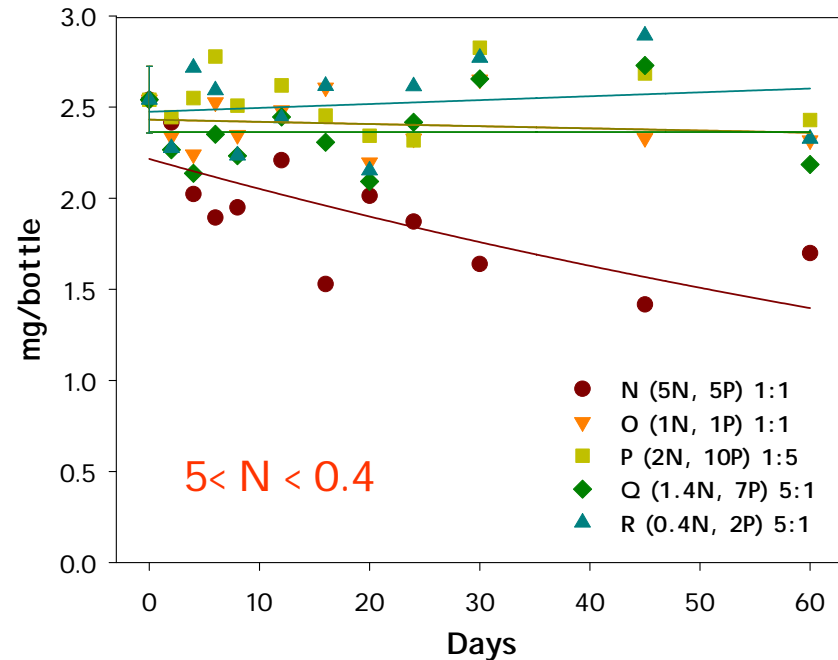 3.0
2.5
2.0
1.5
1.0
0.5
0.0
mg/bottle
N (5N, 5P) 1:1
O (1N, 1P) 1:1
P (2N, 10P) 1:5
Q (1.4N, 7P) 5:1
R (0.4N, 2P) 5:1
5< N < 0.4
0 10 20 30 40 50 60
Days